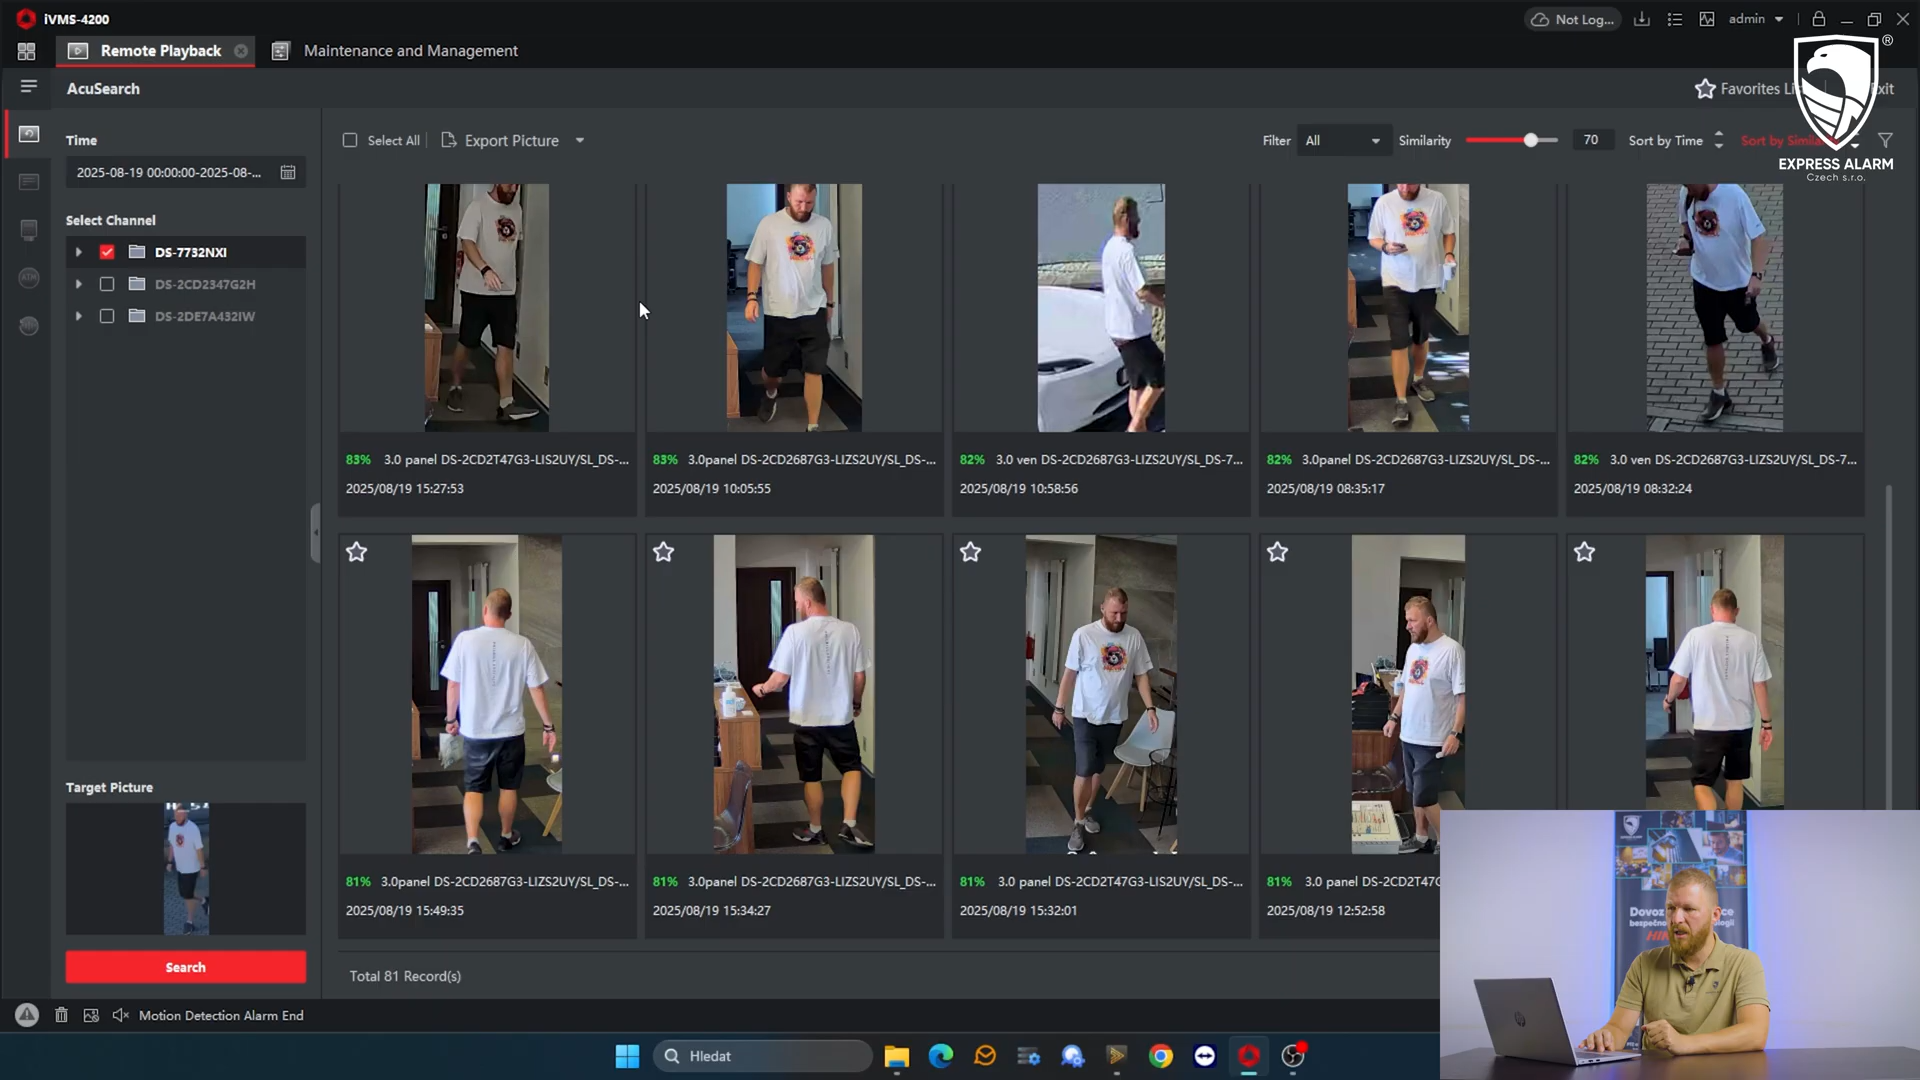 iVMS-4200
Not Log...
admin
Remote Playback
Maintenance and Management
AcuSearch
Favorites Li
xit
EXPRESS ALARM
Czech s.r.o.
®
Time
2025-08-19 00:00:00-2025-08-...
Select All
Export Picture
Filter
All
Similarity
70
Sort by Time
Sort by Simila
Select Channel
DS-7732NXI
DS-2CD2347G2H
DS-2DE7A432IW
83% 3.0 panel DS-2CD2T47G3-LIS2UY/SL_DS-...
2025/08/19 15:27:53
83% 3.0panel DS-2CD2687G3-LIZS2UY/SL_DS-...
2025/08/19 10:05:55
82% 3.0 ven DS-2CD2687G3-LIZS2UY/SL_DS-7...
2025/08/19 10:58:56
82% 3.0panel DS-2CD2687G3-LIZS2UY/SL_DS-...
2025/08/19 08:35:17
82% 3.0 ven DS-2CD2687G3-LIZS2UY/SL_DS-7...
2025/08/19 08:32:24
81% 3.0panel DS-2CD2687G3-LIZS2UY/SL_DS-...
2025/08/19 15:49:35
81% 3.0panel DS-2CD2687G3-LIZS2UY/SL_DS-...
2025/08/19 15:34:27
81% 3.0 panel DS-2CD2T47G3-LIS2UY/SL_DS-...
2025/08/19 15:32:01
81% 3.0 panel DS-2CD2T47G
2025/08/19 12:52:58
Target Picture
Search
Total 81 Record(s)
Motion Detection Alarm End
Hledat
Dovoz
bezpečno
hp